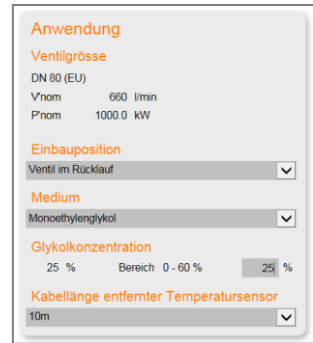 Anwendung
Ventilgrösse
DN 80 (EU)
V'nom 660 l/min
P'nom 1000.0 kW
Einbauposition
Ventil im Rücklauf
Medium
Monoethylenglykol
Glykolkonzentration
25 % Bereich 0 - 60 % 25 %
Kabellänge entfernter Temperatursensor
10m